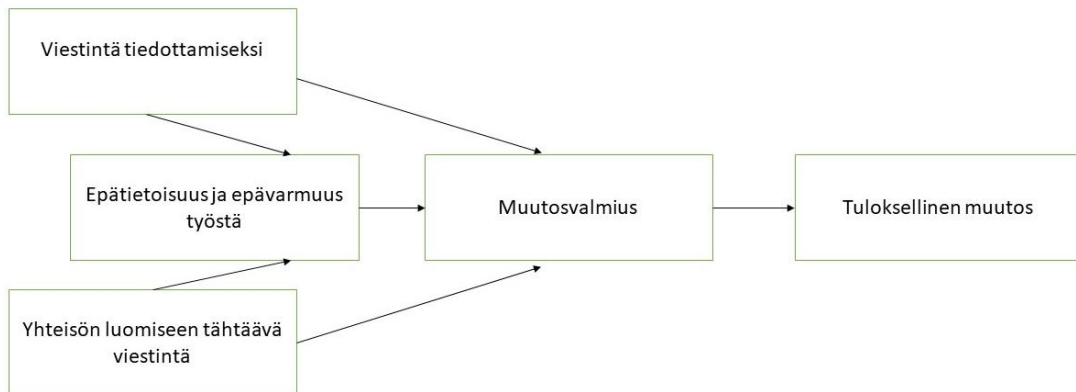 Viestintä tiedottamiseksi
Epätietoisuus ja epävarmuus
työstä
Muutosvalmius
Tuloksellinen muutos
Yhteisön luomiseen tähtäävä
viestintä